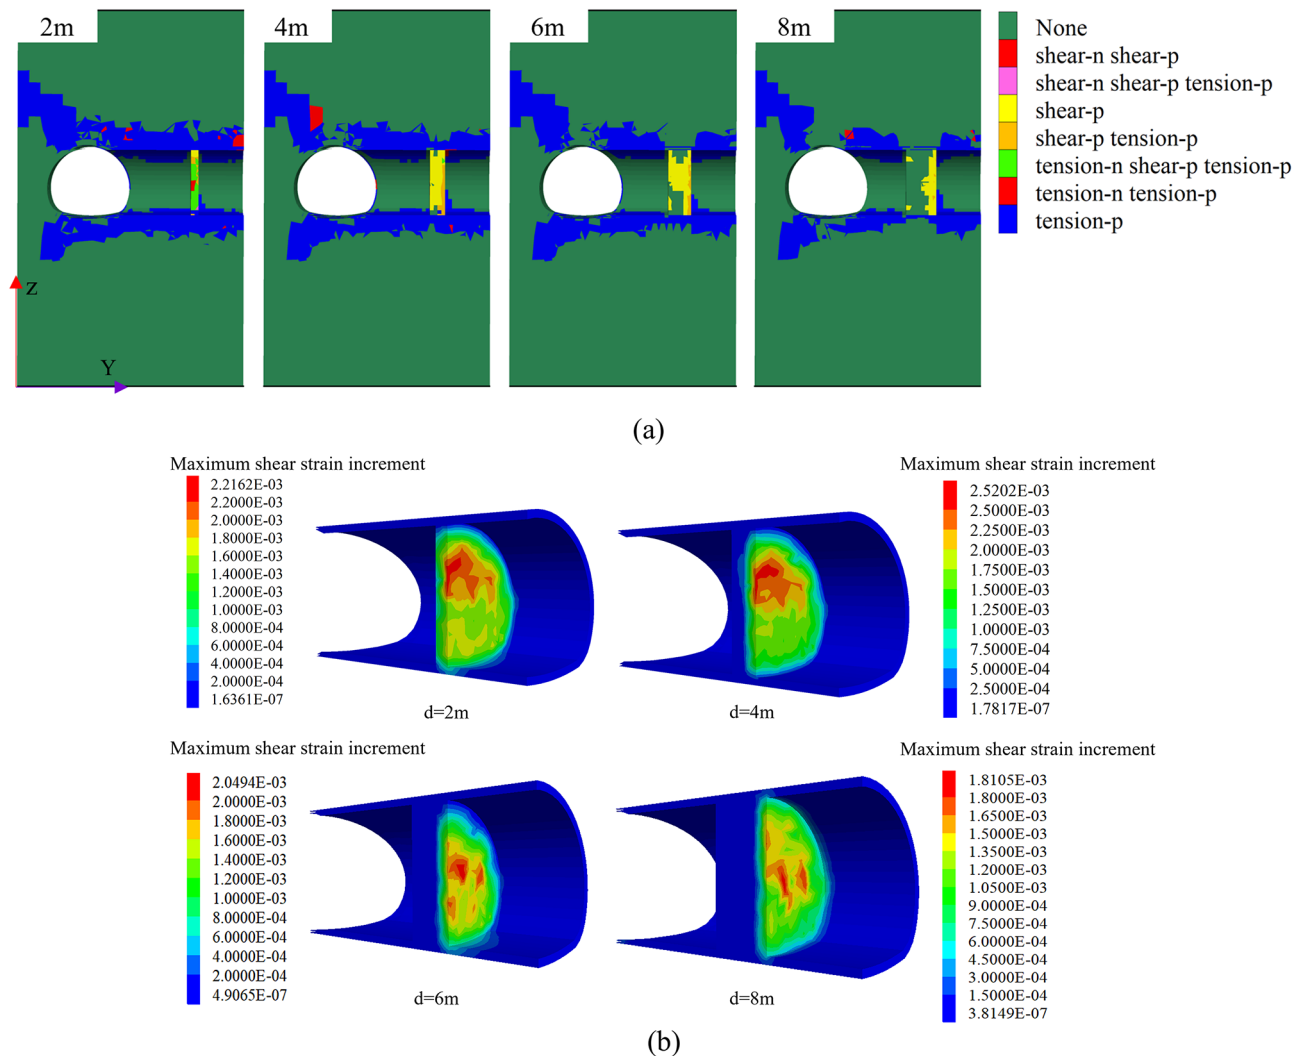 2m
4m
6m
8m
None
shear-n shear-p
shear-n shear-p tension-p
shear-p
shear-p tension-p
tension-n shear-p tension-p
tension-n tension-p
tension-p
z
Y
(a)
Maximum shear strain increment
2.2162E-03
2.2000E-03
2.0000E-03
1.8000E-03
1.6000E-03
1.4000E-03
1.2000E-03
1.0000E-03
8.0000E-04
6.0000E-04
4.0000E-04
2.0000E-04
1.6361E-07
d=2m
Maximum shear strain increment
2.5202E-03
2.5000E-03
2.2500E-03
2.0000E-03
1.7500E-03
1.5000E-03
1.2500E-03
1.0000E-03
7.5000E-04
5.0000E-04
2.5000E-04
1.7817E-07
d=4m
Maximum shear strain increment
2.0494E-03
2.0000E-03
1.8000E-03
1.6000E-03
1.4000E-03
1.2000E-03
1.0000E-03
8.0000E-04
6.0000E-04
4.0000E-04
2.0000E-04
4.9065E-07
d=6m
Maximum shear strain increment
1.8105E-03
1.8000E-03
1.6500E-03
1.5000E-03
1.3500E-03
1.2000E-03
1.0500E-03
9.0000E-04
7.5000E-04
6.0000E-04
4.5000E-04
3.0000E-04
1.5000E-04
3.8149E-07
d=8m
(b)